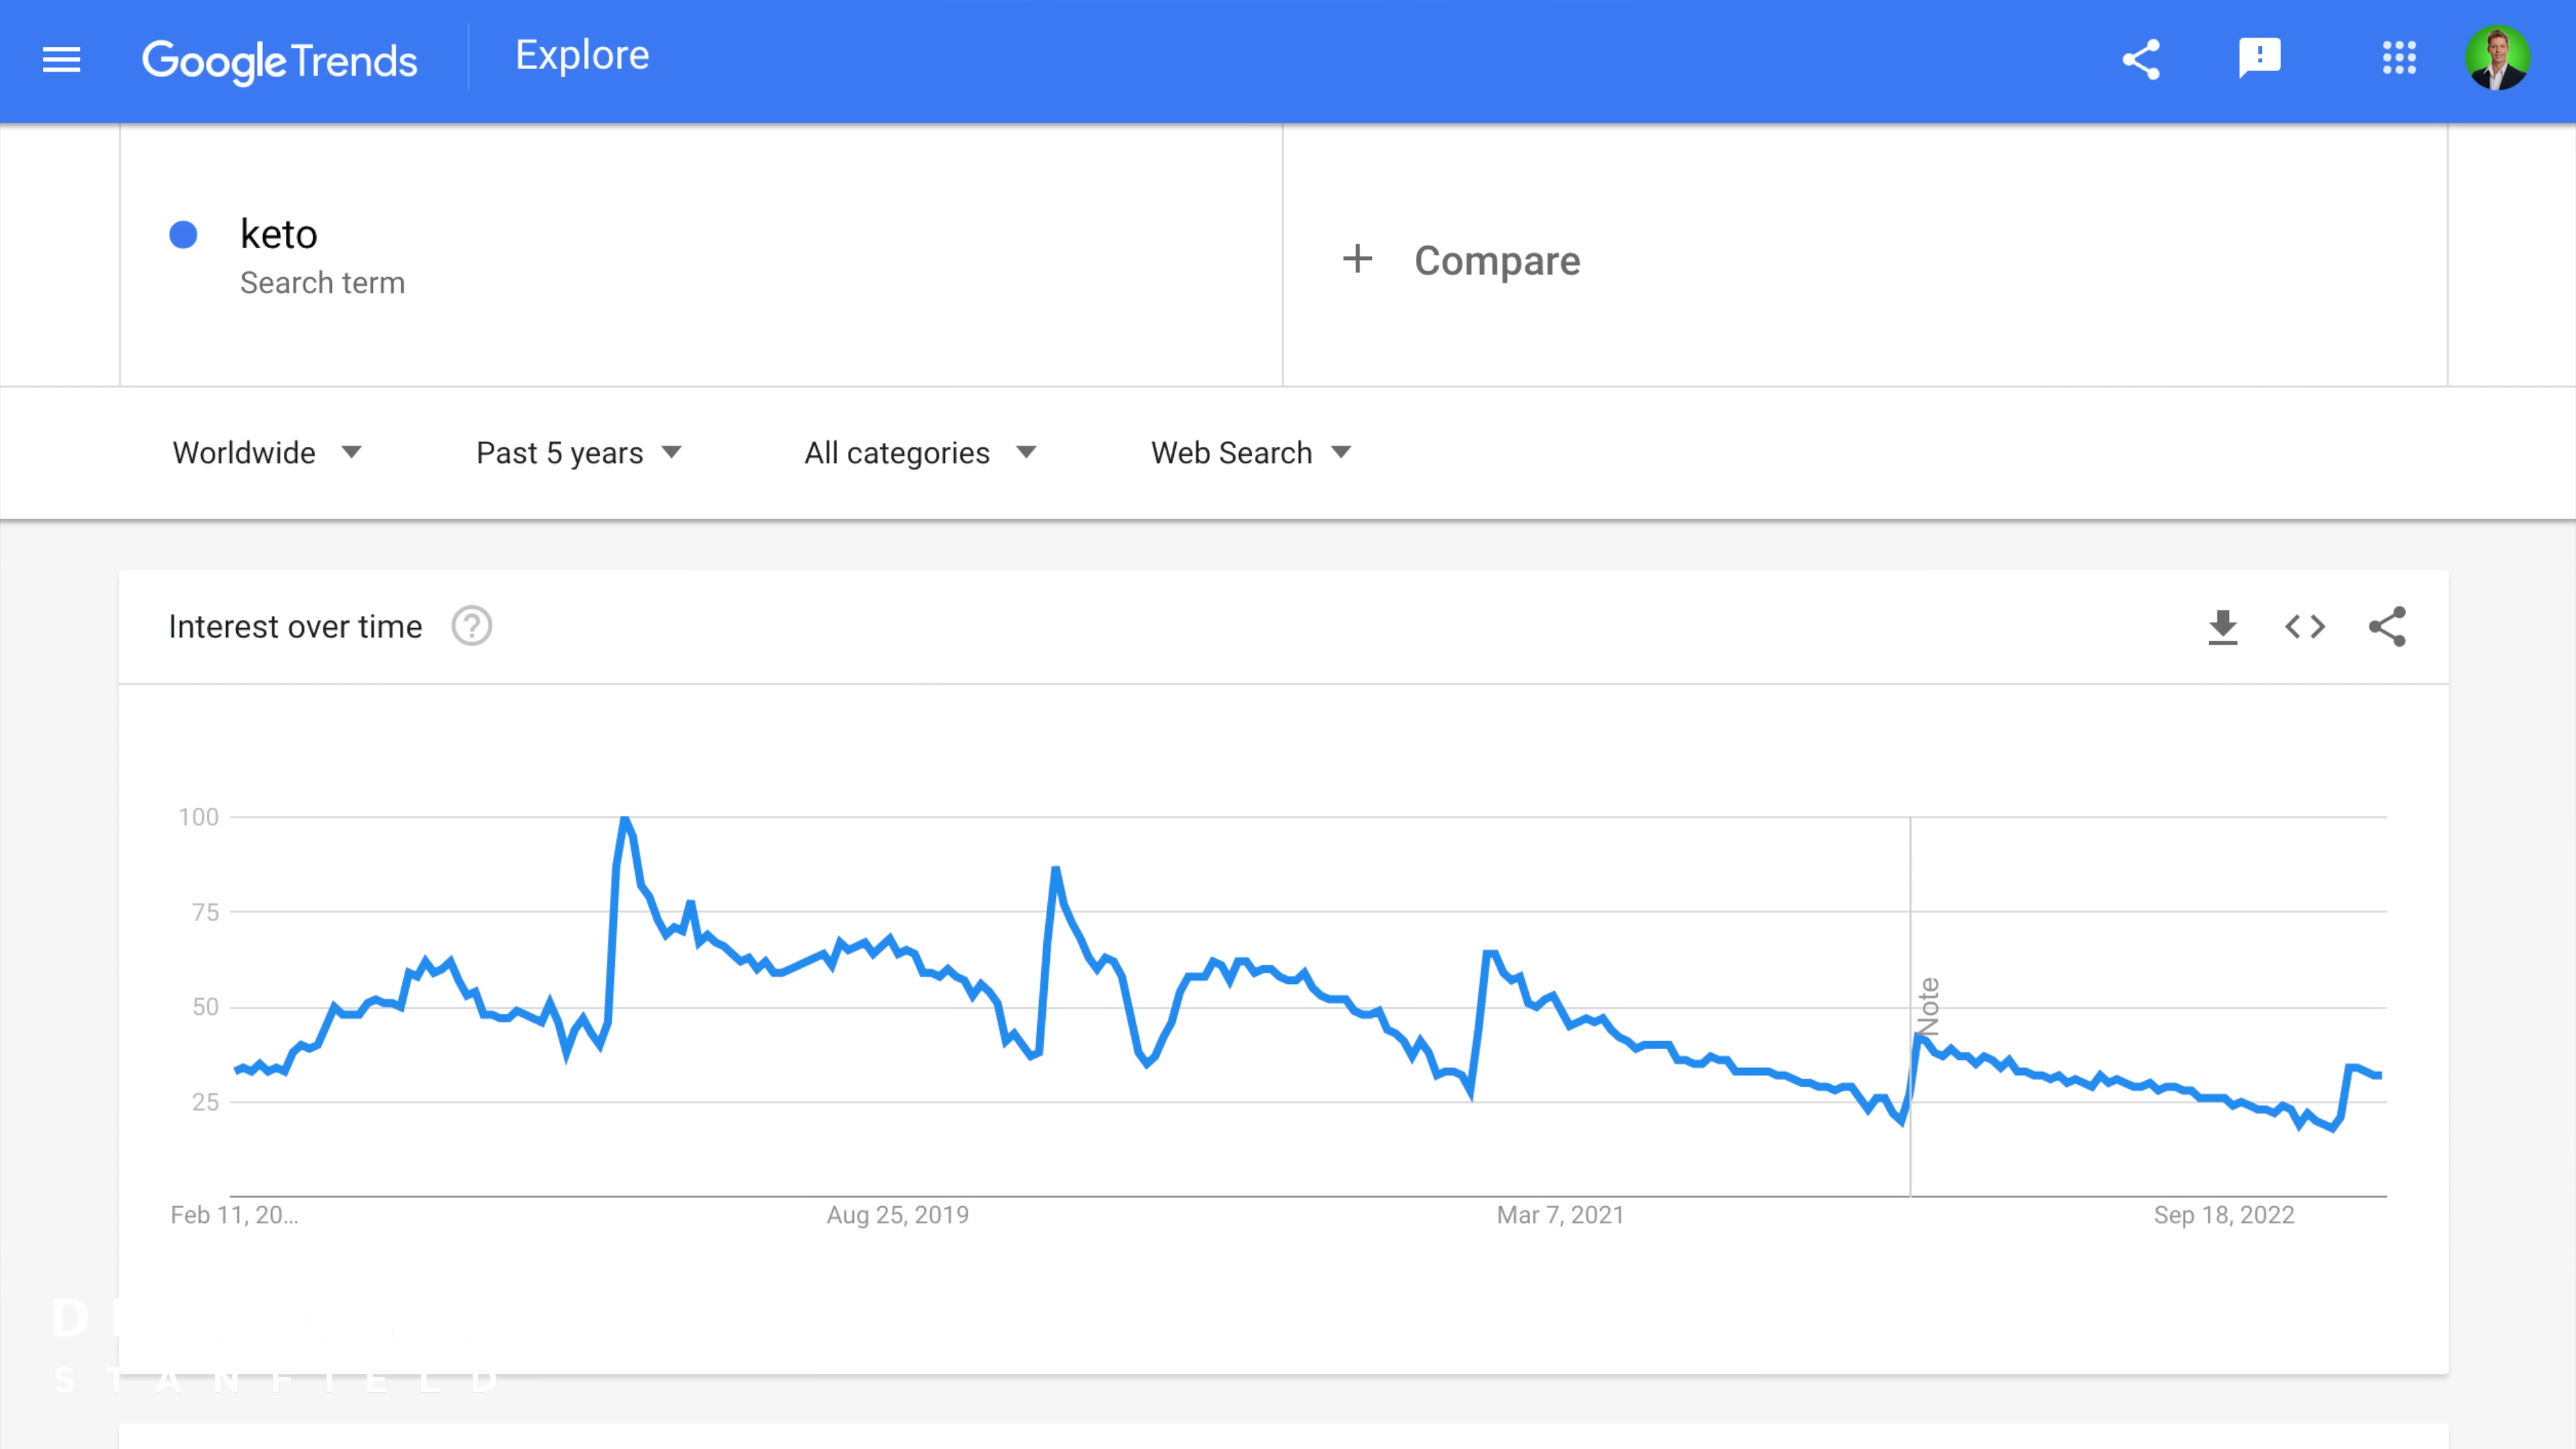 Google Trends
Explore
keto
Search term
+ Compare
Worldwide
Past 5 years
All categories
Web Search
Interest over time
100
75
50
25
Note
Feb 11, 20...
Aug 25, 2019
Mar 7, 2021
Sep 18, 2022
STANFIELD